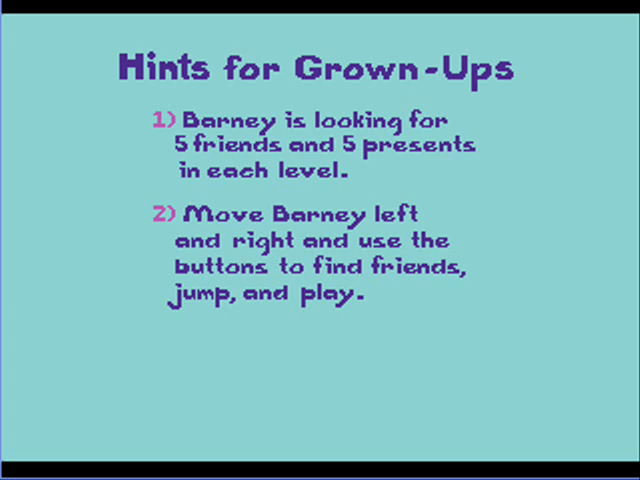 Hints for Grown-Ups
1) Barney is looking for
5 friends and 5 presents
in each level.
2) Move Barney left
and right and use the
buttons to find friends,
jump, and play.